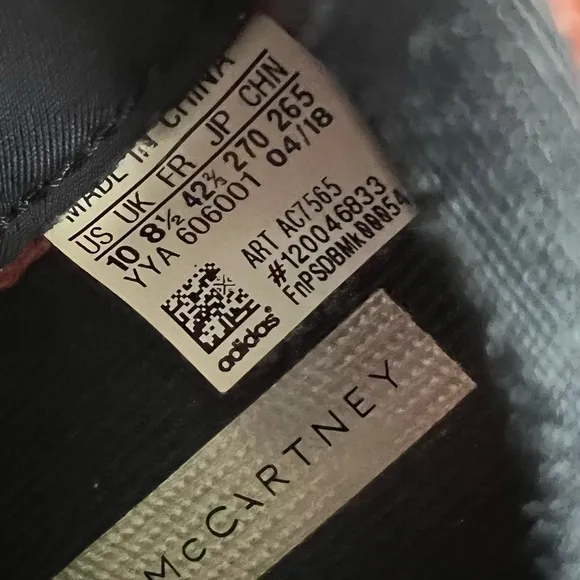 MADE IN CHINA
US UK FR JP CHN
10 8½ 42⅔ 270 265
YYA 606001 04/18
ART AC7565
#120046833
FnPSDBMkQQQ54
adidas
McCARTNEY